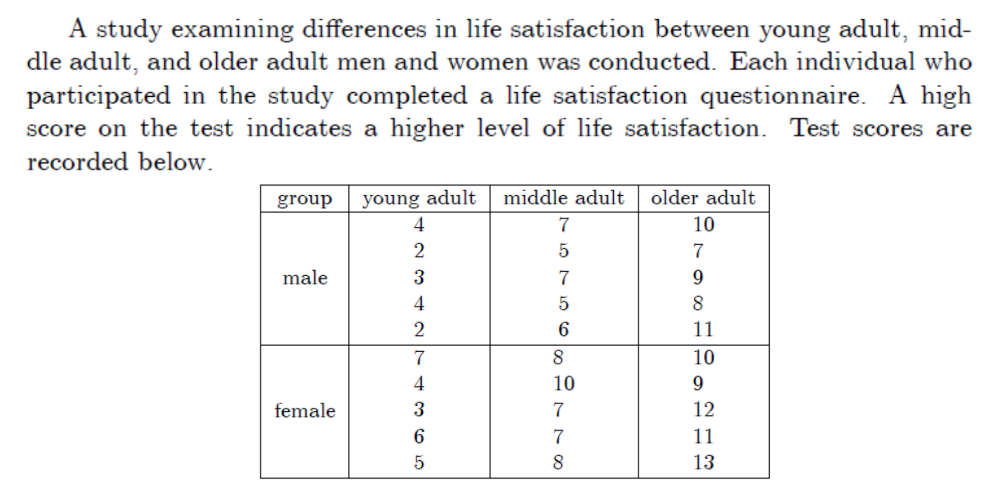 A study examining differences in life satisfaction between young adult, mid-
dle adult, and older adult men and women was conducted. Each individual who
participated in the study completed a life satisfaction questionnaire. A high
score on the test indicates a higher level of life satisfaction. Test scores are
recorded below.
group young adult middle adult older adult
4 7 10
2 5 7
male 3 7 9
4 5 8
2 6 11
7 8 10
4 10 9
female 3 7 12
6 7 11
5 8 13